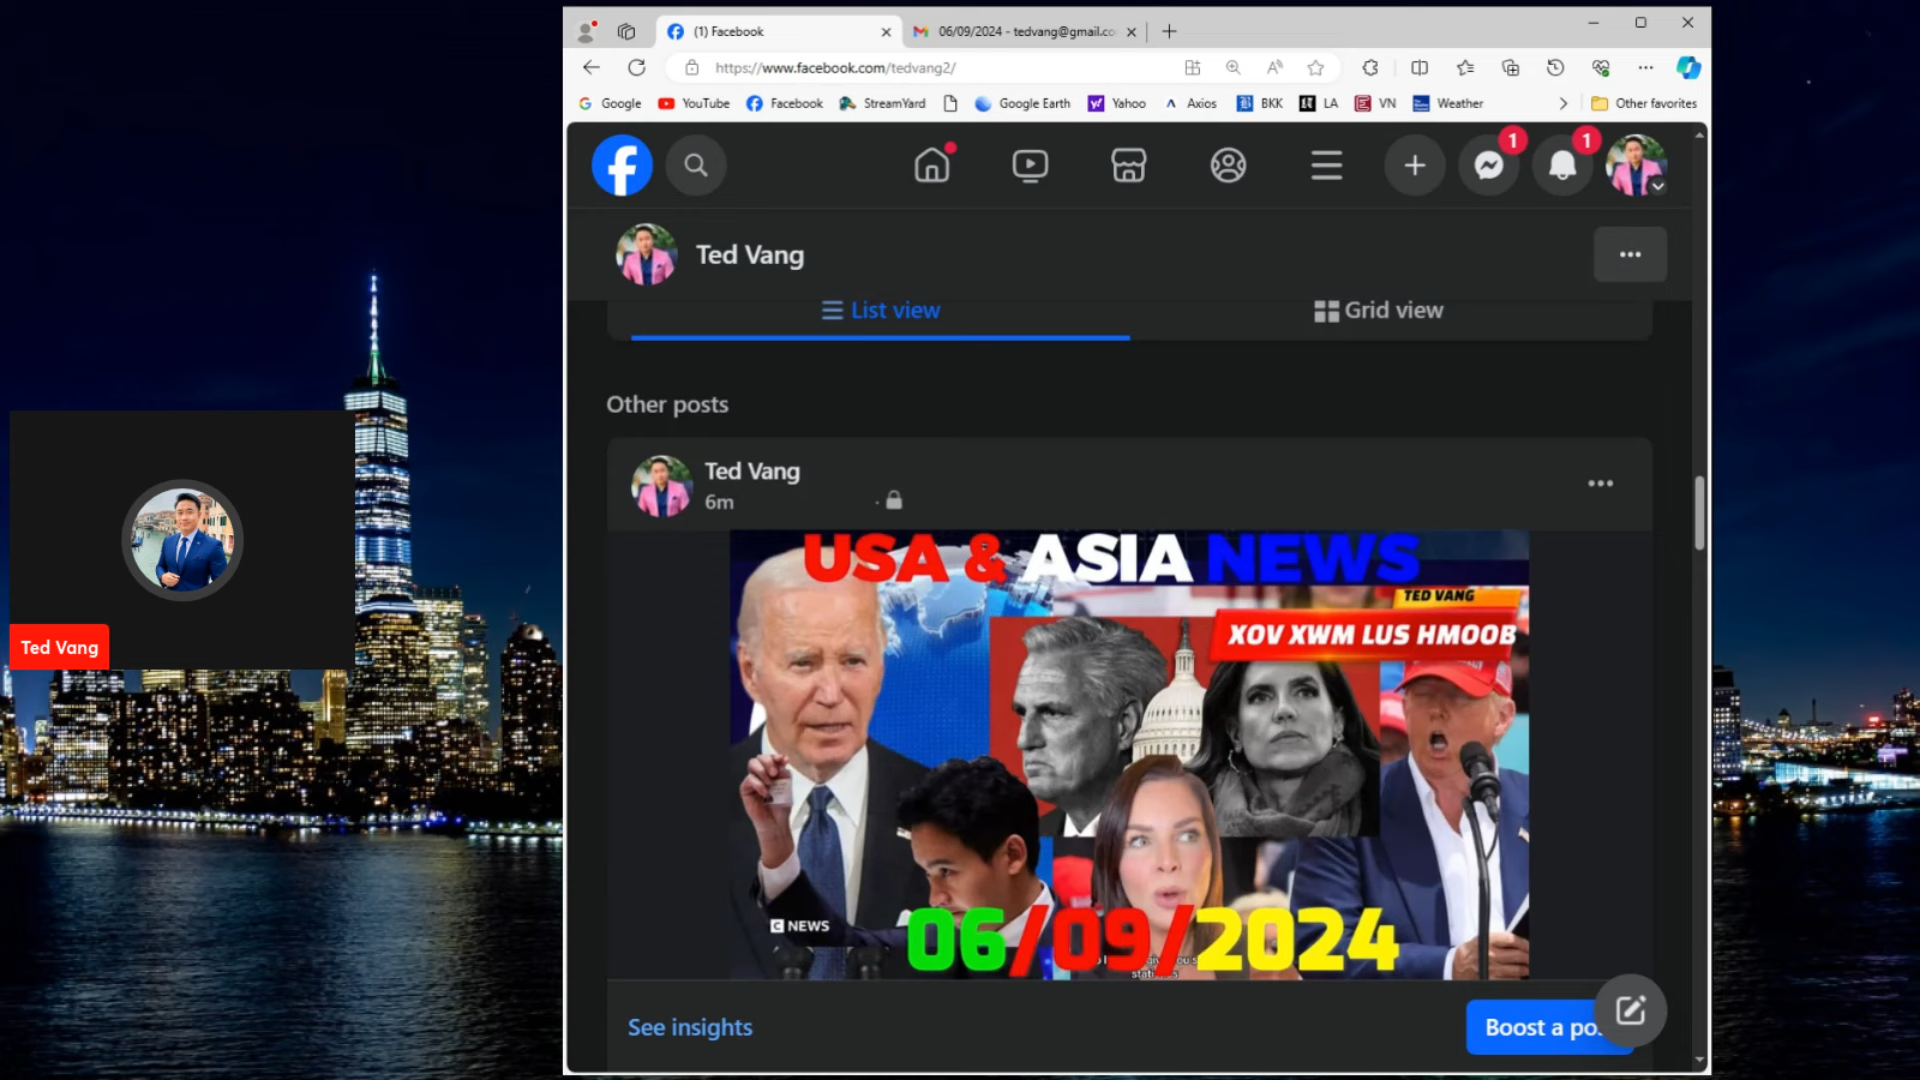 (1) Facebook
06/09/2024 - tedvang@gmail.co
https://www.facebook.com/tedvang2/
Google
YouTube
Facebook
StreamYard
Google Earth
Yahoo
Axios
BKK
LA
VN
Weather
Other favorites
1
1
Ted Vang
List view
Grid view
Other posts
Ted Vang
6m
USA & ASIA NEWS
TED VANG
XOV XWM LUS HMOOB
NEWS
06/09/2024
See insights
Boost a po
Ted Vang